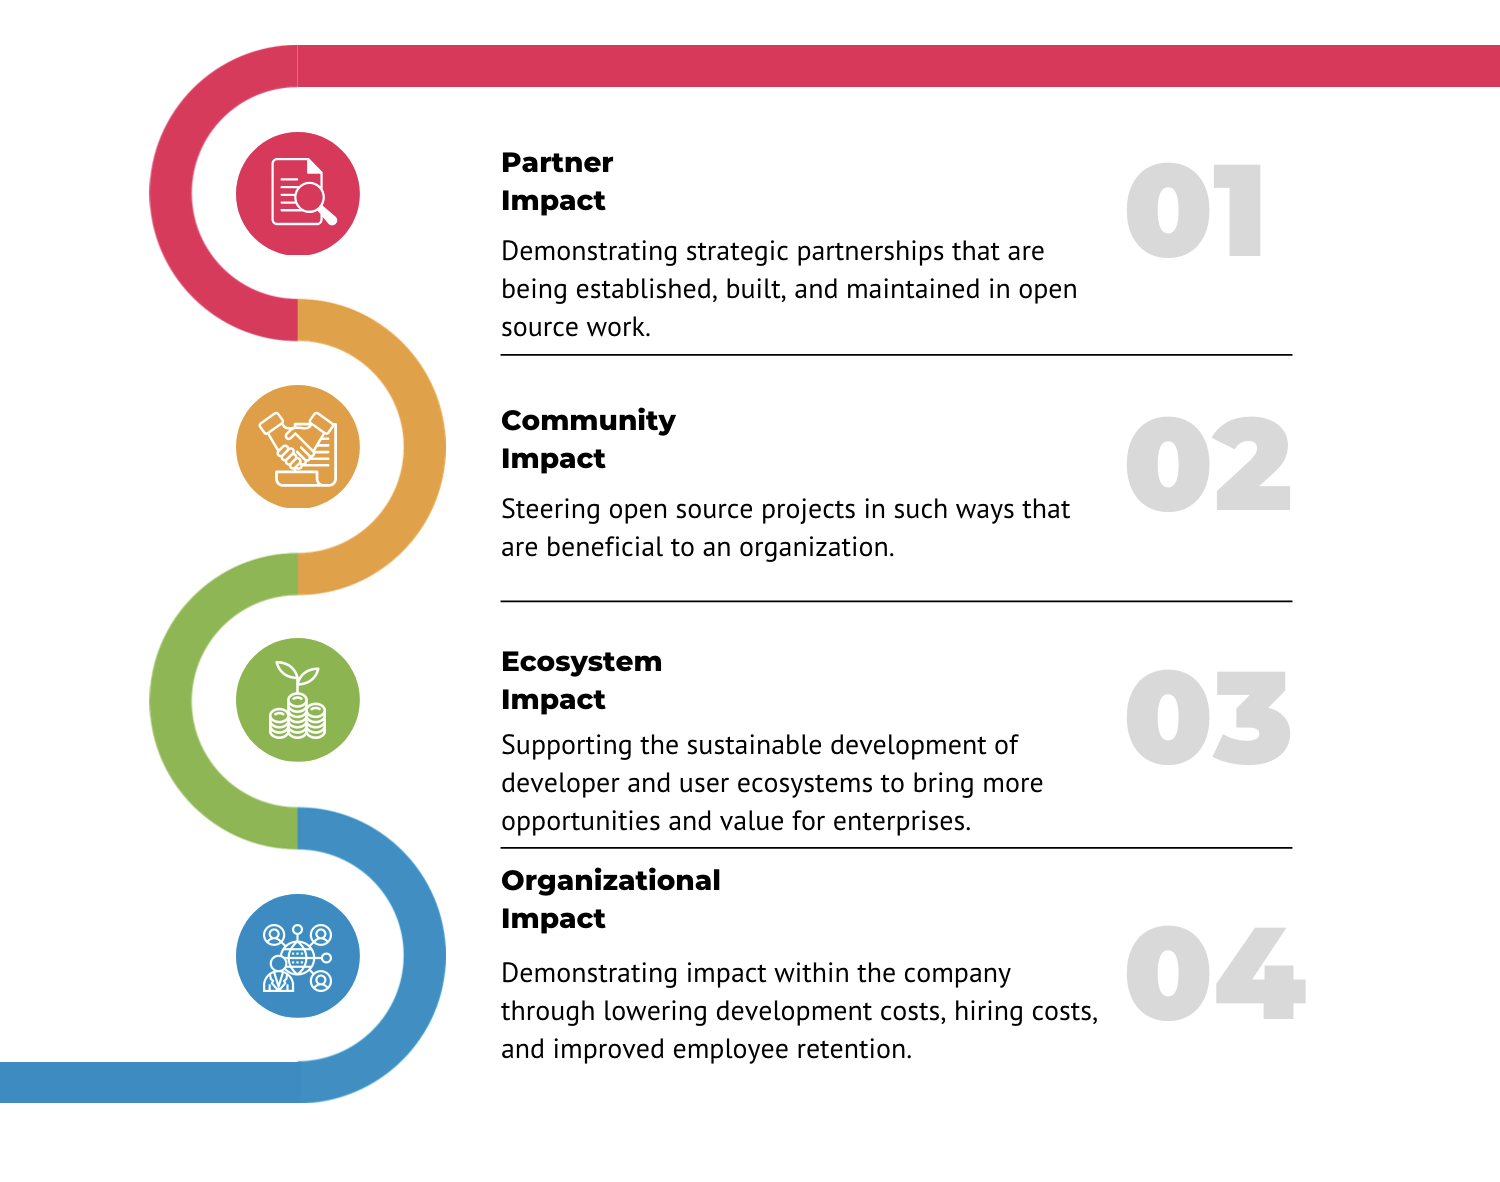 Partner
Impact
01
Demonstrating strategic partnerships that are
being established, built, and maintained in open
source work.
Community
Impact
02
Steering open source projects in such ways that
are beneficial to an organization.
Ecosystem
Impact
03
Supporting the sustainable development of
developer and user ecosystems to bring more
opportunities and value for enterprises.
Organizational
Impact
04
Demonstrating impact within the company
through lowering development costs, hiring costs,
and improved employee retention.